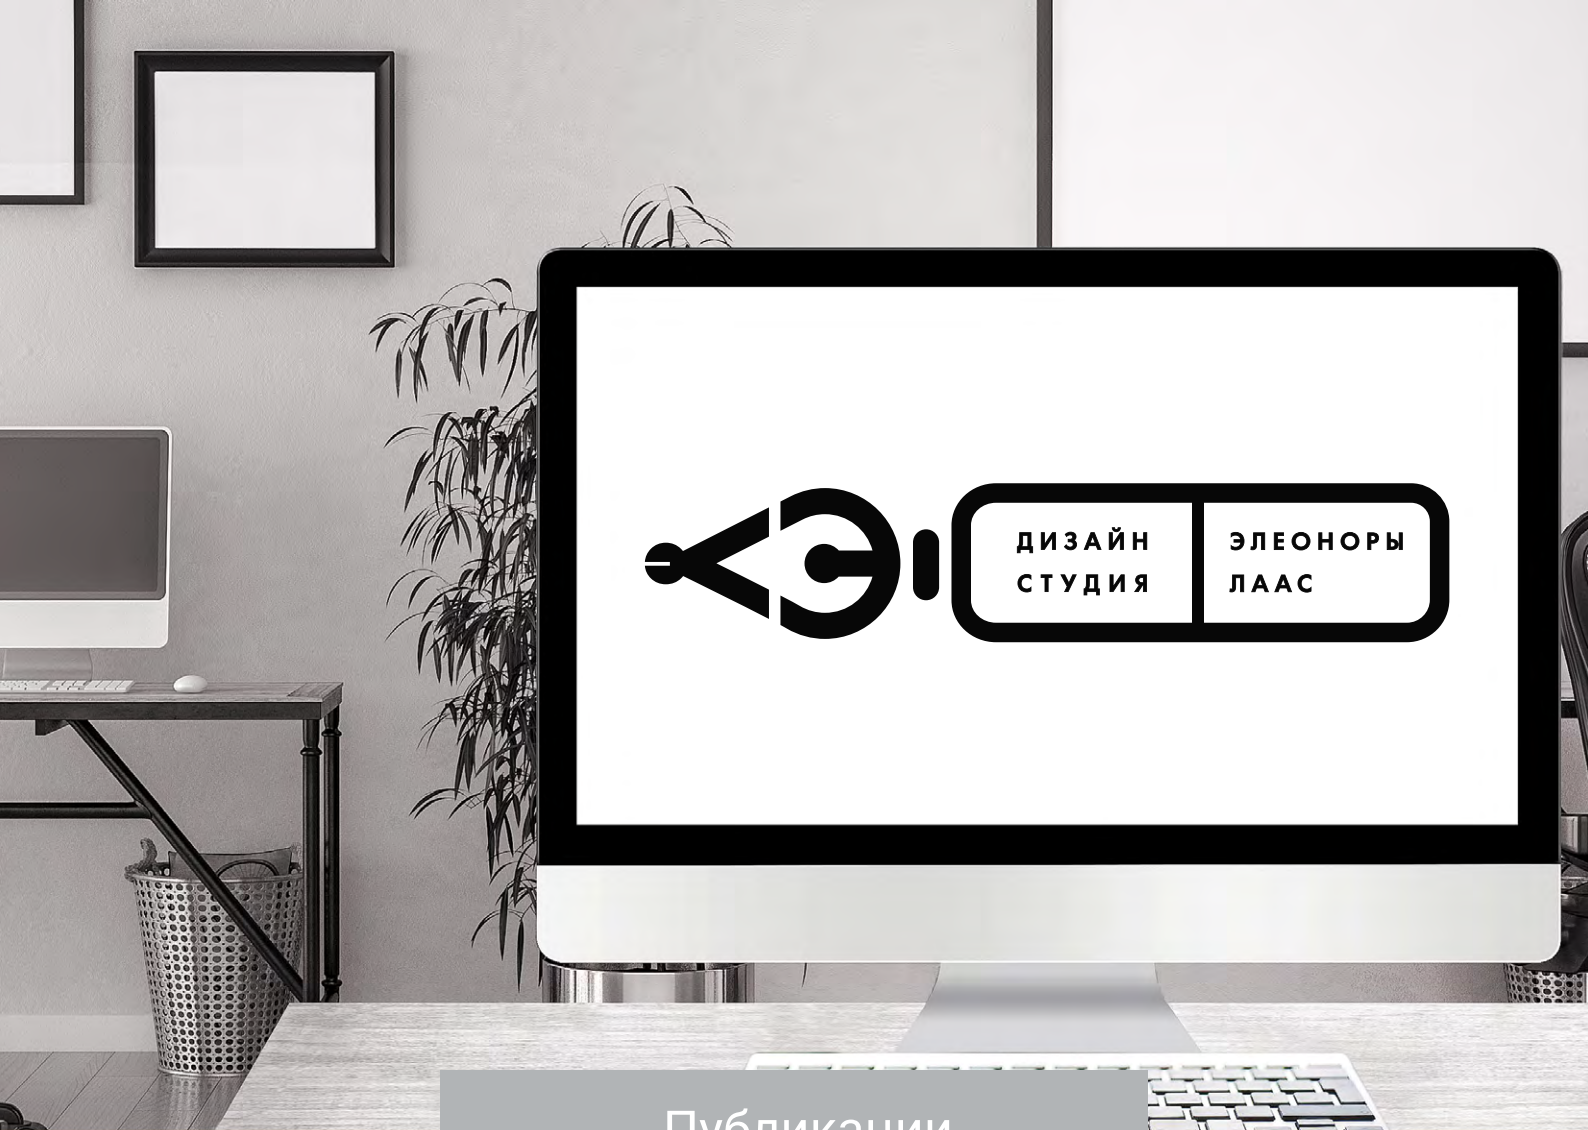 ДИЗАЙН
СТУДИЯ
ЭЛЕОНОРЫ
ЛААС
Публикации